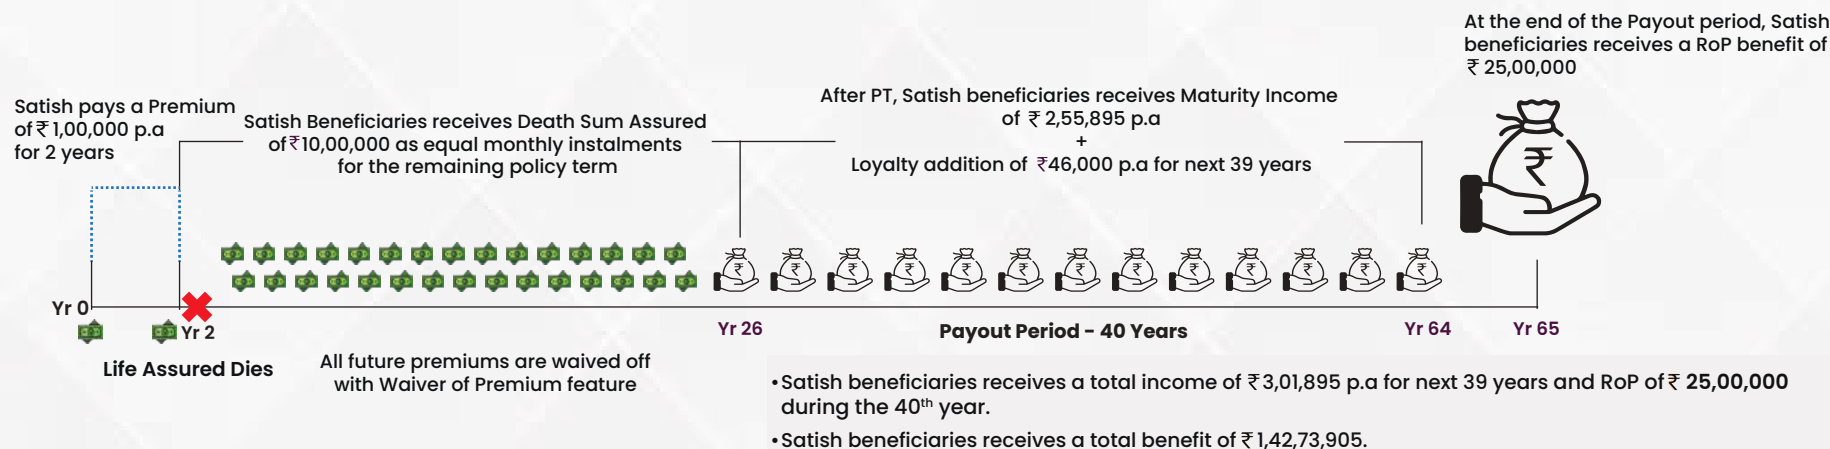 At the end of the Payout period, Satish
beneficiaries receives a RoP benefit of
₹ 25,00,000
Satish pays a Premium
of ₹ 1,00,000 p.a
for 2 years
Satish Beneficiaries receives Death Sum Assured
of ₹10,00,000 as equal monthly instalments
for the remaining policy term
After PT, Satish beneficiaries receives Maturity Income
of ₹ 2,55,895 p.a
+
Loyalty addition of ₹46,000 p.a for next 39 years
Yr 0
Yr 2
Yr 26
Payout Period - 40 Years
Yr 64
Yr 65
Life Assured Dies
All future premiums are waived off
with Waiver of Premium feature
•Satish beneficiaries receives a total income of ₹3,01,895 p.a for next 39 years and RoP of ₹ 25,00,000
during the 40th year.
•Satish beneficiaries receives a total benefit of ₹1,42,73,905.